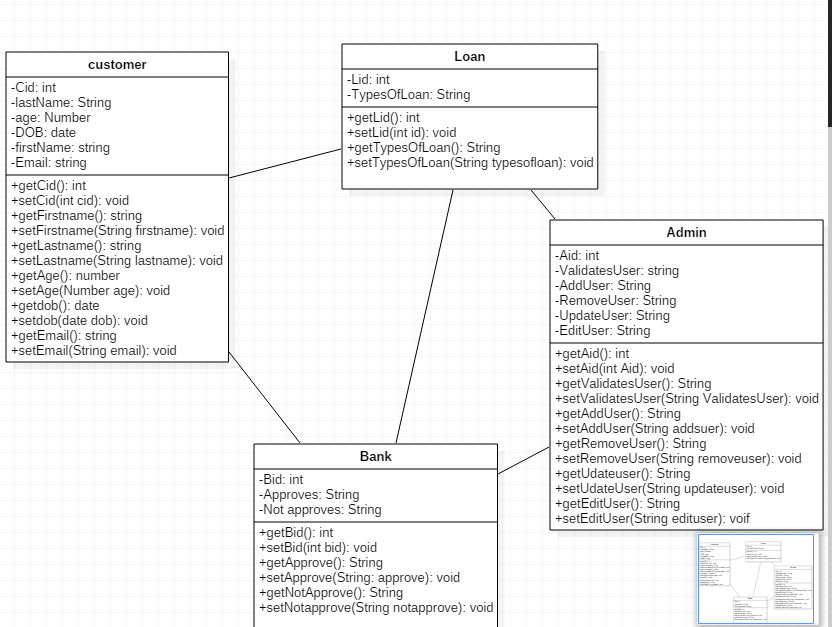 customer
-Cid: int
-lastName: String
-age: Number
-DOB: date
-firstName: string
-Email: string
+getCid(): int
+setCid(int cid): void
+getFirstname(): string
+setFirstname(String firstname): void
+getLastname(): string
+setLastname(String lastname): void
+getAge(): number
+setAge(Number age): void
+getdob(): date
+setdob(date dob): void
+getEmail(): string
+setEmail(String email): void
Loan
-Lid: int
-TypesOfLoan: String
+getLid(): int
+setLid(int id): void
+getTypesOfLoan(): String
+setTypesOfLoan(String typesofloan): void
Admin
-Aid: int
-ValidatesUser: string
-AddUser: String
-RemoveUser: String
-UpdateUser: String
-EditUser: String
+getAid(): int
+setAid(int Aid): void
+getValidatesUser(): String
+setValidatesUser(String ValidatesUser): void
+getAddUser(): String
+setAddUser(String addsuer): void
+getRemoveUser(): String
+setRemoveUser(String removeuser): void
+getUdateuser(): String
+setUdateUser(String updateuser): void
+getEditUser(): String
+setEditUser(String edituser): voif
Bank
-Bid: int
-Approves: String
-Not approves: String
+getBid(): int
+setBid(int bid): void
+getApprove(): String
+setApprove(String: approve): void
+getNotApprove(): String
+setNotapprove(String notapprove): void